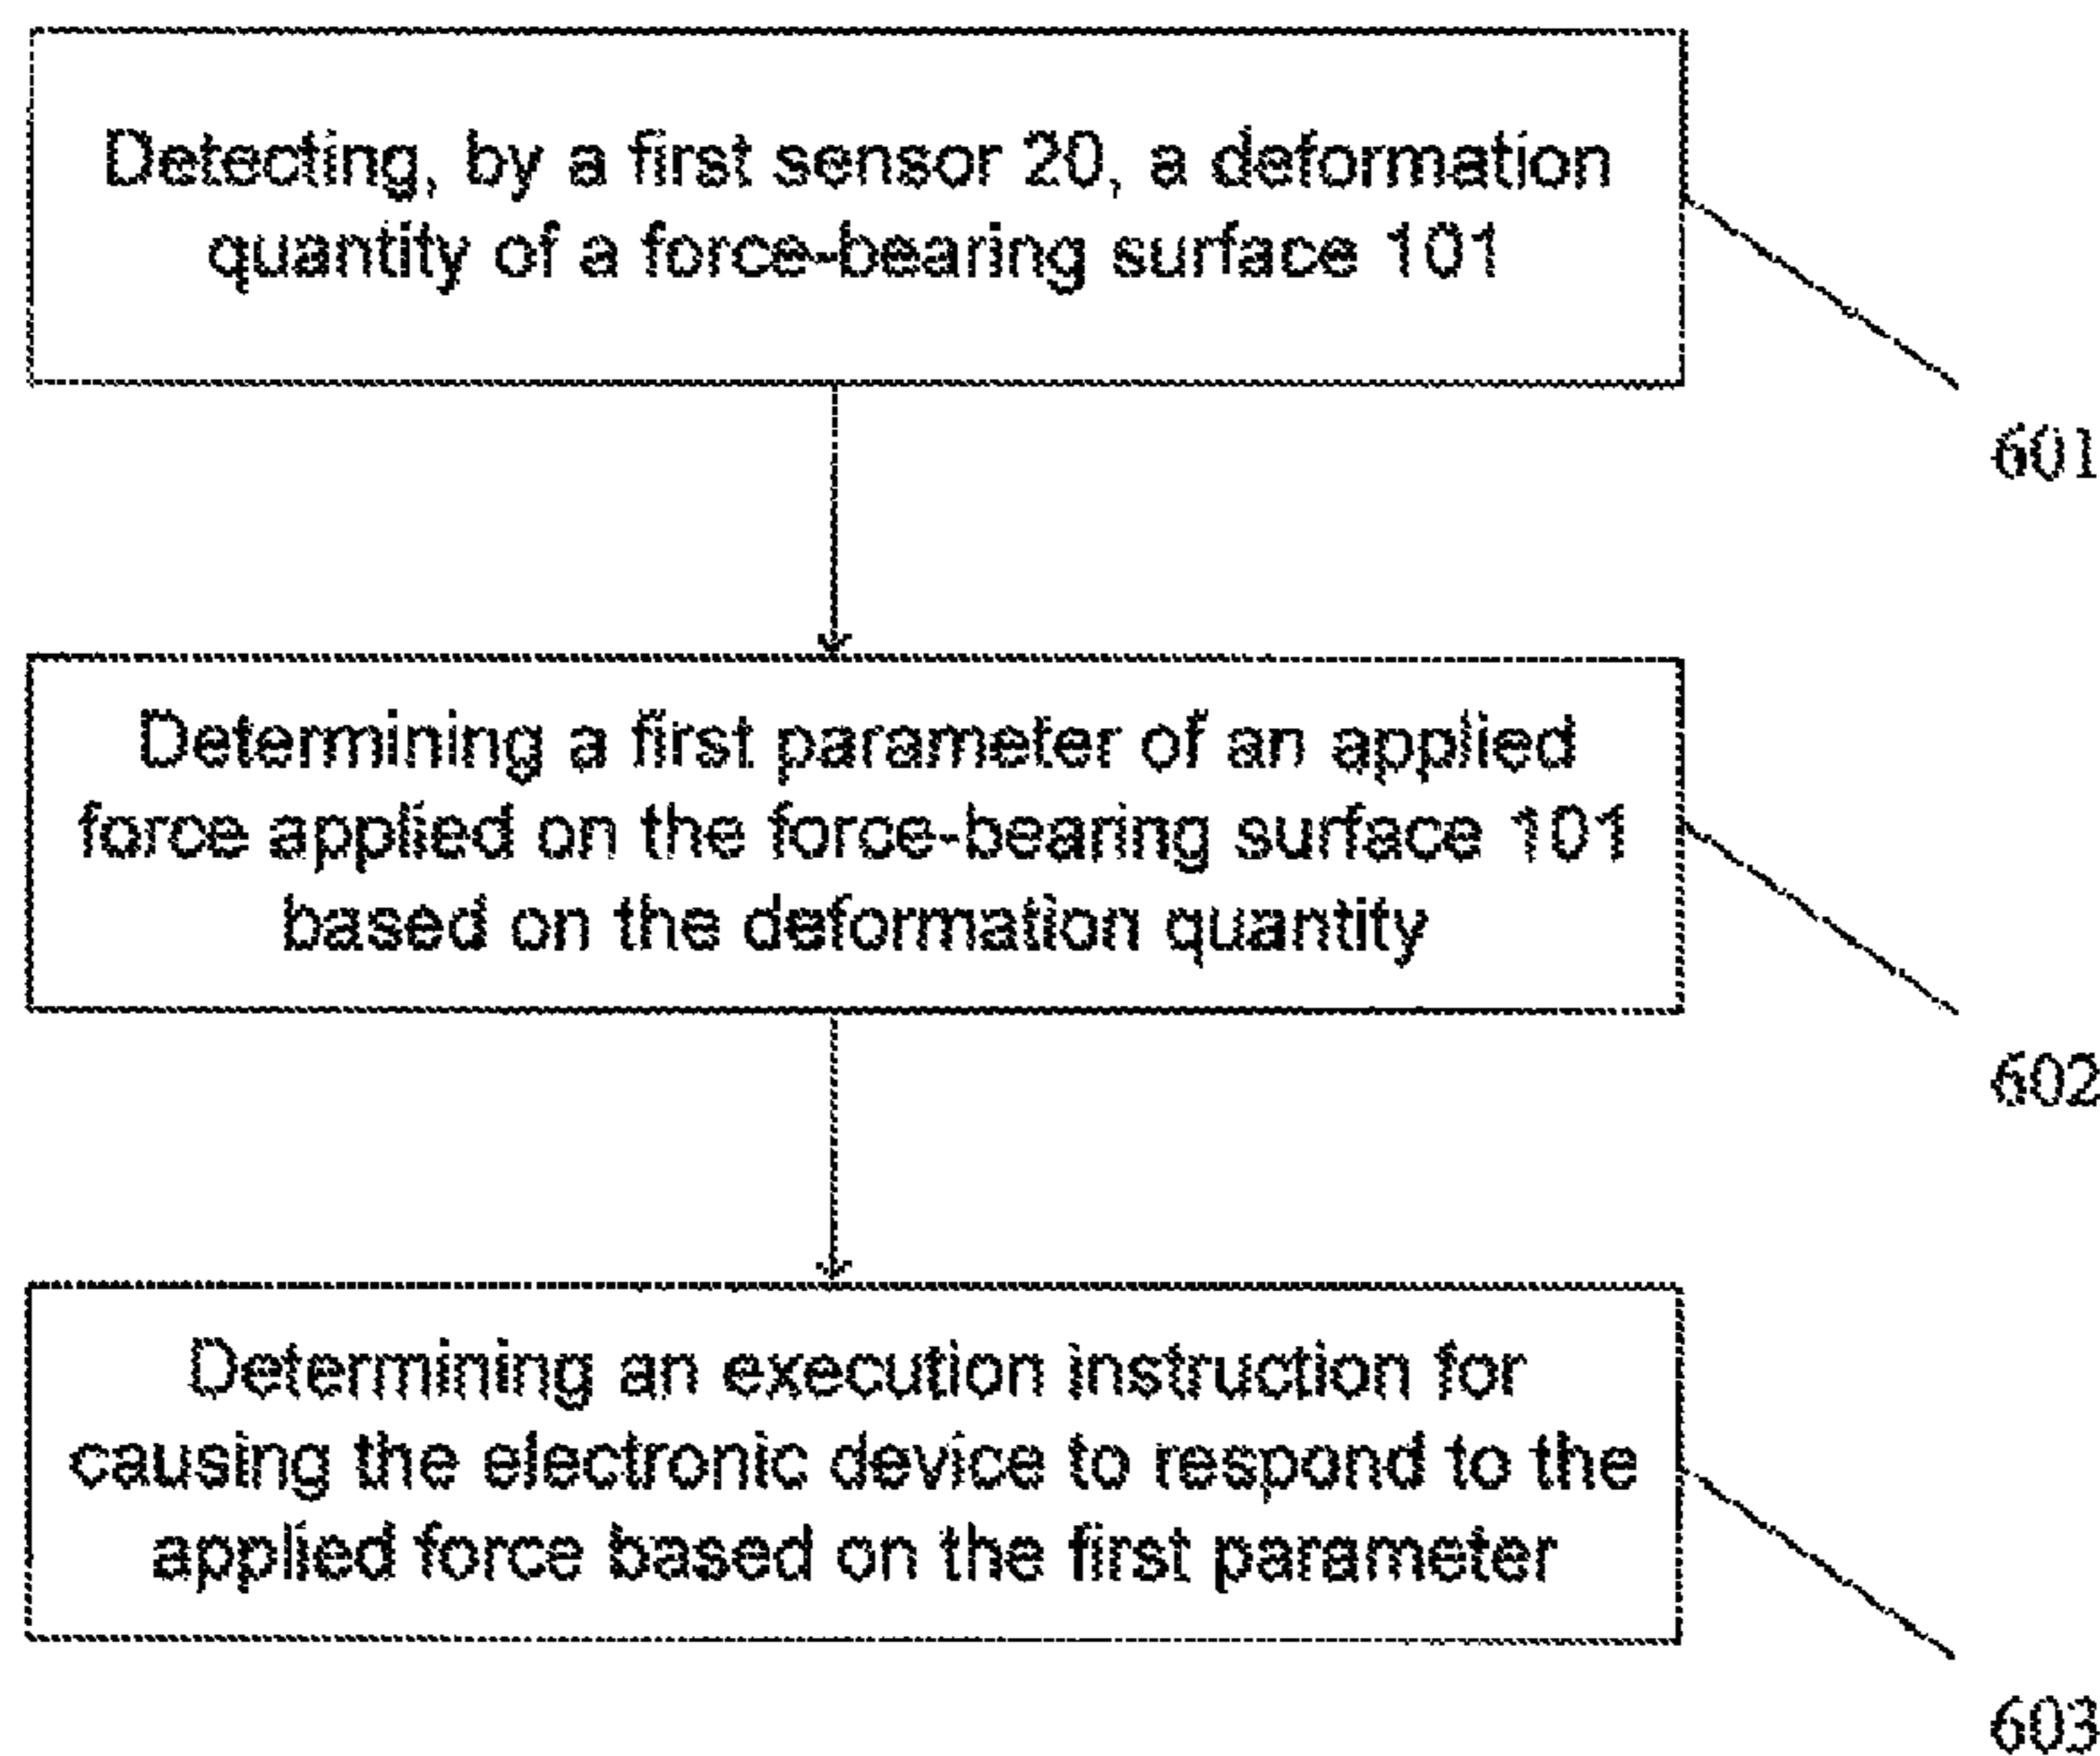 Detecting, by a first sensor 20, a deformation
quantity of a force-bearing surface 101
601
Determining a first parameter of an applied
force applied on the force-bearing surface 101
based on the deformation quantity
602
Determining an execution instruction for
causing the electronic device to respond to the
applied force based on the first parameter
603